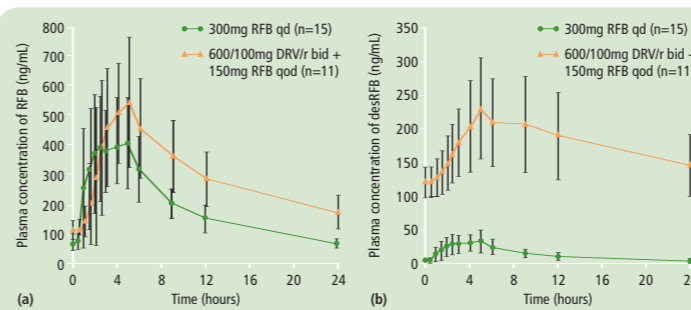 300mg RFB qd (n=15)
600/100mg DRV/r bid +
150mg RFB qod (n=11)
Plasma concentration of RFB (ng/mL)
800
700
600
500
400
300
200
100
0
0 4 8 12 16 20 24
Time (hours)
(a)
300mg RFB qd (n=15)
600/100mg DRV/r bid +
150mg RFB qod (n=11
Plasma concentration of desRFB (ng/mL)
350
300
250
200
150
100
50
0
0 4 8 12 16 20 24
Time (hours)
(b)